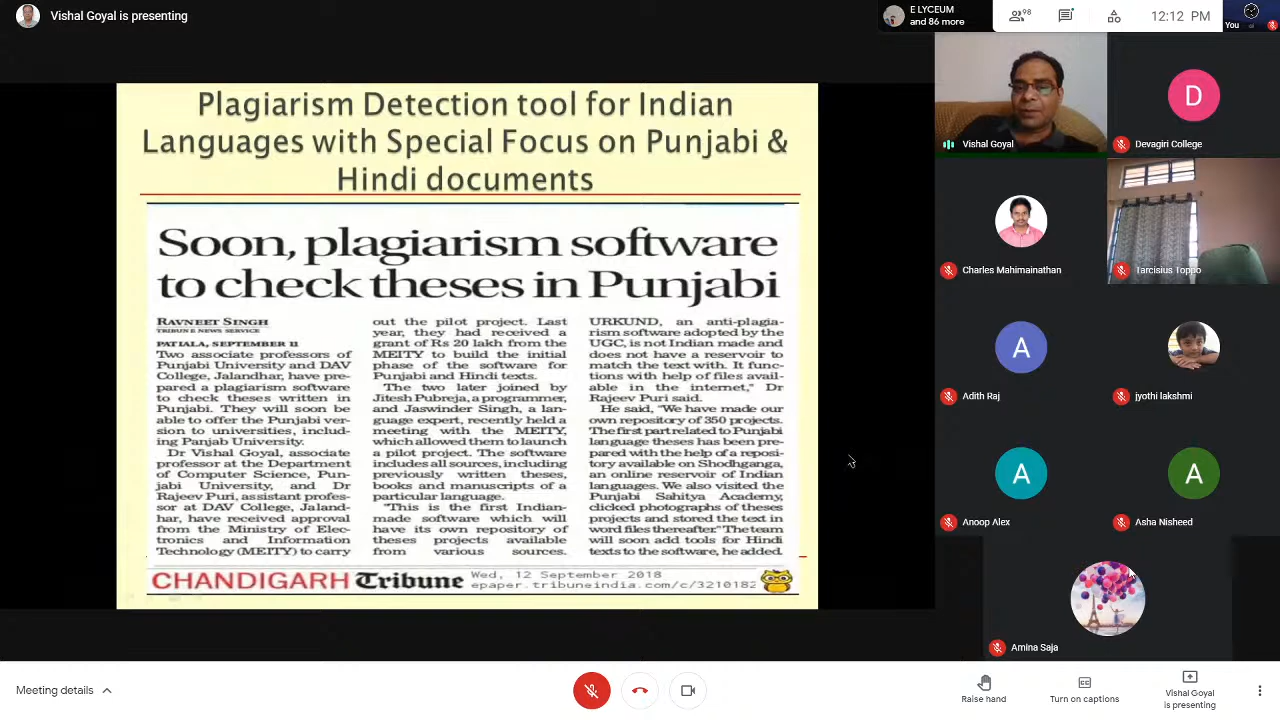 Vishal Goyal is presenting
E LYCEUM
and 86 more
98
12:12 PM
You
Plagiarism Detection tool for Indian
Languages with Special Focus on Punjabi &
Hindi documents
Soon, plagiarism software
to check theses in Punjabi
RAVNEET SINGH
TRIBUNE NEWS SERVICE
PATIALA, SEPTEMBER 11
Two associate professors of
Punjabi University and DAV
College, Jalandhar, have pre-
pared a plagiarism software
to check theses written in
Punjabi. They will soon be
able to offer the Punjabi ver-
sion to universities, includ-
ing Panjab University.
Dr Vishal Goyal, associate
professor at the Department
of Computer Science, Pun-
jabi University, and Dr
Rajeev Puri, assistant profes-
sor at DAV College, Jaland-
har, have received approval
from the Ministry of Elec-
tronics and Information
Technology (MEITY) to carry
out the pilot project. Last
year, they had received a
grant of Rs 20 lakh from the
MEITY to build the initial
phase of the software for
Punjabi and Hindi texts.
The two later joined by
Jitesh Pubreja, a programmer,
and Jaswinder Singh, a lan-
guage expert, recently held a
meeting with the MEITY,
which allowed them to launch
a pilot project. The software
includes all sources, including
previously written theses,
books and manuscripts of a
particular language.
"This is the first Indian-
made software which will
have its own repository of
theses projects available
from various sources.
URKUND, an anti-plagia-
rism software adopted by the
UGC, is not Indian made and
does not have a reservoir to
match the text with. It func-
tions with help of files avail-
able in the internet," Dr
Rajeev Puri said.
He said, "We have made our
own repository of 350 projects.
The first part related to Punjabi
language theses has been pre-
pared with the help of a reposi-
tory available on Shodhganga,
an online reservoir of Indian
languages. We also visited the
Punjabi Sahitya Academy,
clicked photographs of theses
projects and stored the text in
word files thereafter." The team
will soon add tools for Hindi
texts to the software, he added.
CHANDIGARH Tribune
Wed, 12 September 2018
epaper.tribuneindia.com/c/3210182
Vishal Goyal
D
Devagiri College
Charles Mahimainathan
Tarcisius Toppo
A
Adith Raj
jyothi lakshmi
A
Anoop Alex
A
Asha Nisheed
Amina Saja
Meeting details
Raise hand
Turn on captions
Vishal Goyal
is presenting